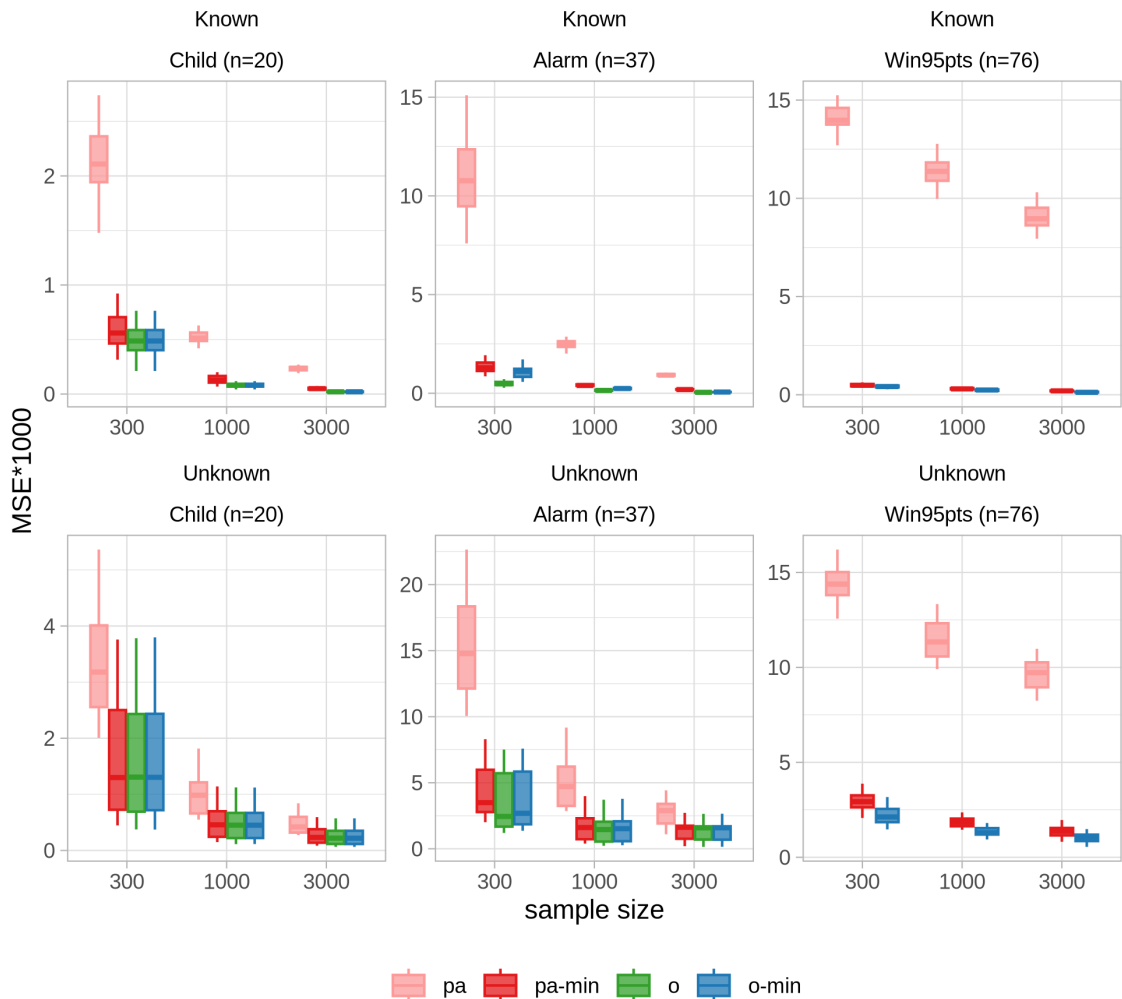 Known
Known
Known
Child (n=20)
Alarm (n=37)
Win95pts (n=76)
2
1
0
300 1000 3000
15
10
5
0
300 1000 3000
15
10
5
0
300 1000 3000
MSE*1000
Unknown
Unknown
Unknown
Child (n=20)
Alarm (n=37)
Win95pts (n=76)
4
2
0
300 1000 3000
20
15
10
5
0
300 1000 3000
15
10
5
0
300 1000 3000
sample size
pa pa-min o o-min